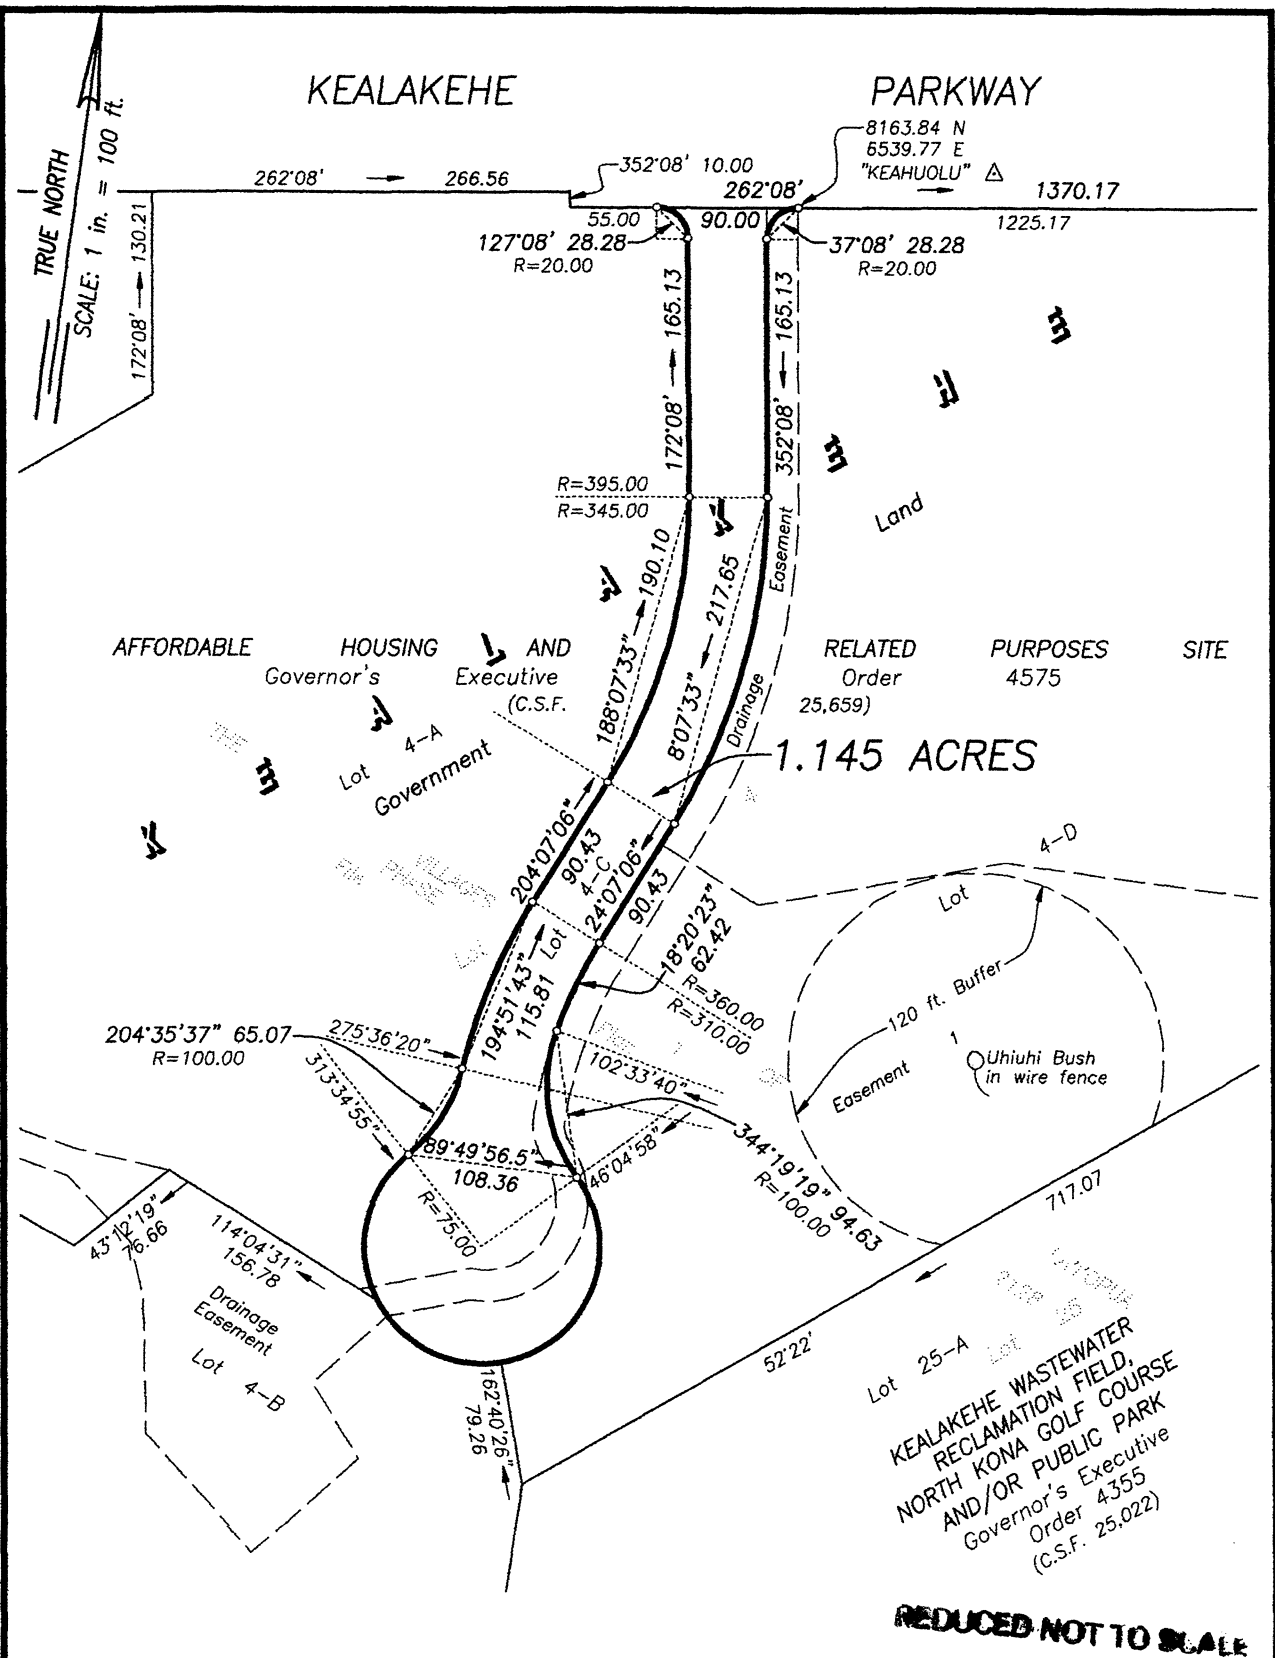 KEALAKEHE PARKWAY
TRUE NORTH
SCALE: 1 in. = 100 ft.
8163.84 N
6539.77 E
"KEAHUOLU" △
262°08' 266.56
352°08' 10.00
262°08' 1370.17
55.00 90.00 1225.17
172°08' 130.21
127°08' 28.28
R=20.00
37°08' 28.28
R=20.00
172°08' 165.13
352°08' 165.13
R=395.00
R=345.00
Land
Easement
Drainage
188°07'33" 190.10
8°07'33" 217.65
AFFORDABLE HOUSING AND RELATED PURPOSES SITE
Governor's Executive Order 4575
(C.S.F. 25,659)
THE
Lot 4-A
Government
1.145 ACRES
204°07'06"
90.43
Lot 4-C
24°07'06"
90.43
VILLAGES
PHASE
4-D
Lot
18°20'23"
62.42
R=360.00
R=310.00
194°51'43"
115.81
120 ft. Buffer
Easement 1
Uhiuhi Bush
in wire fence
204°35'37" 65.07
R=100.00
275°36'20"
102°33'40"
313°34'55"
89°49'56.5"
108.36
46°04'58"
344°19'19" 94.63
R=100.00
R=75.00
OF
717.07
43°12'19"
76.66
114°04'31"
156.78
Drainage
Easement
Lot 4-B
162°40'26"
79.26
52°22'
Lot 25-A
Lot
KEALAKEHE WASTEWATER
RECLAMATION FIELD,
NORTH KONA GOLF COURSE
AND/OR PUBLIC PARK
Governor's Executive
Order 4355
(C.S.F. 25,022)
REDUCED NOT TO SCALE